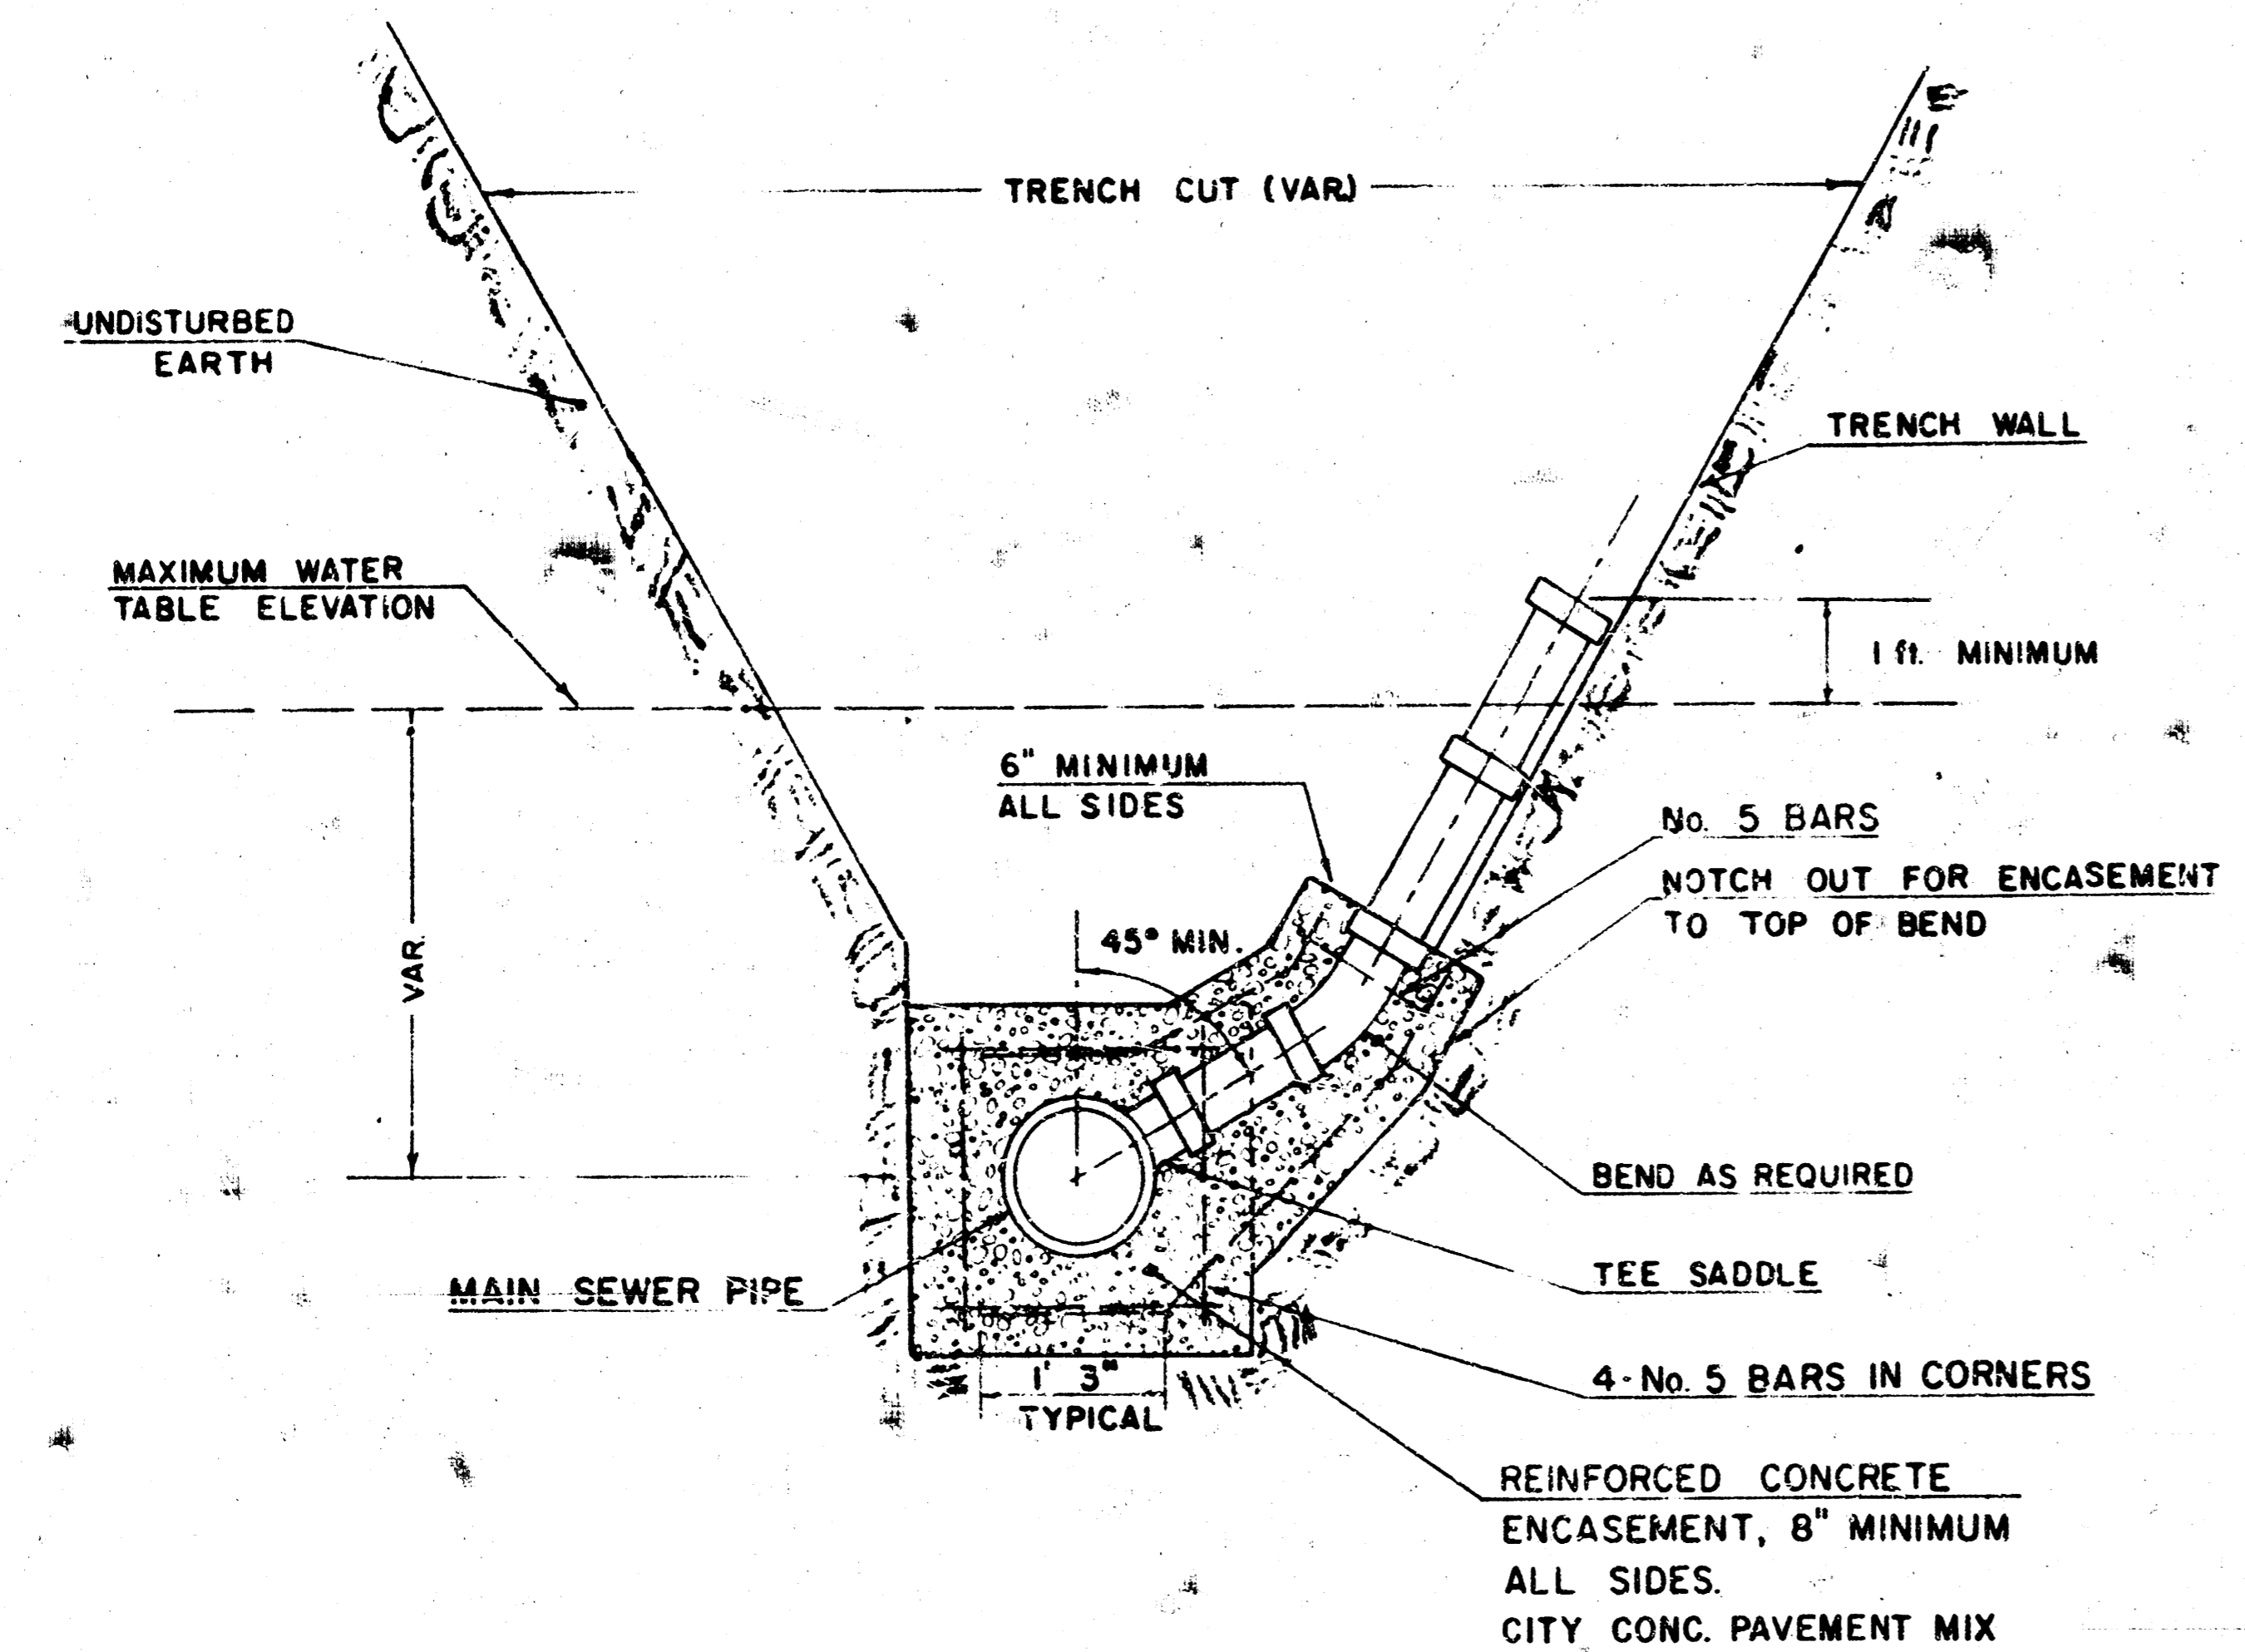 TRENCH CUT (VAR.)
UNDISTURBED
EARTH
TRENCH WALL
MAXIMUM WATER
TABLE ELEVATION
1 ft. MINIMUM
6" MINIMUM
ALL SIDES
No. 5 BARS
NOTCH OUT FOR ENCASEMENT
TO TOP OF BEND
45° MIN.
VAR.
BEND AS REQUIRED
TEE SADDLE
MAIN SEWER PIPE
4-No. 5 BARS IN CORNERS
1' 3"
TYPICAL
REINFORCED CONCRETE
ENCASEMENT, 8" MINIMUM
ALL SIDES.
CITY CONC. PAVEMENT MIX